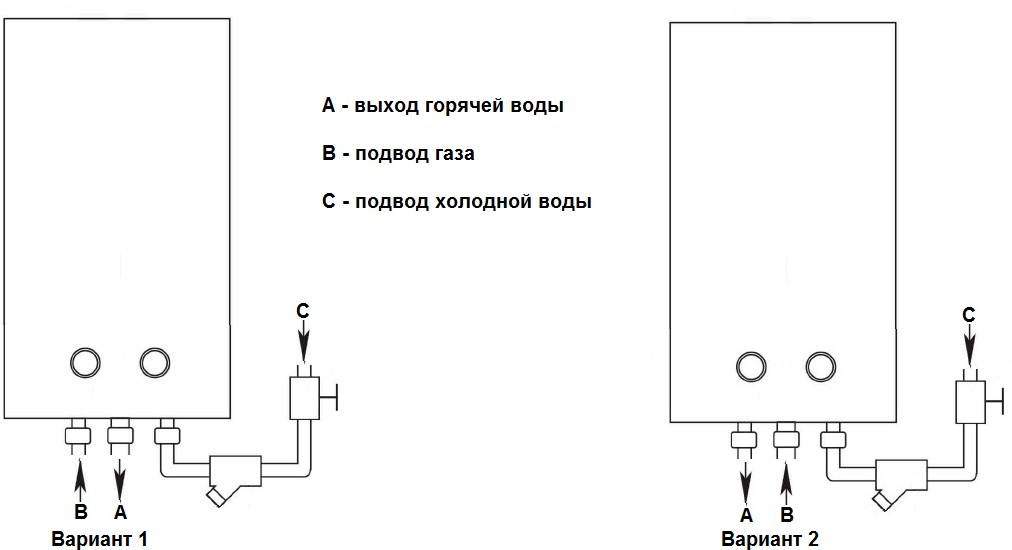 А - выход горячей воды
В - подвод газа
С - подвод холодной воды
С
В А
Вариант 1
С
А В
Вариант 2